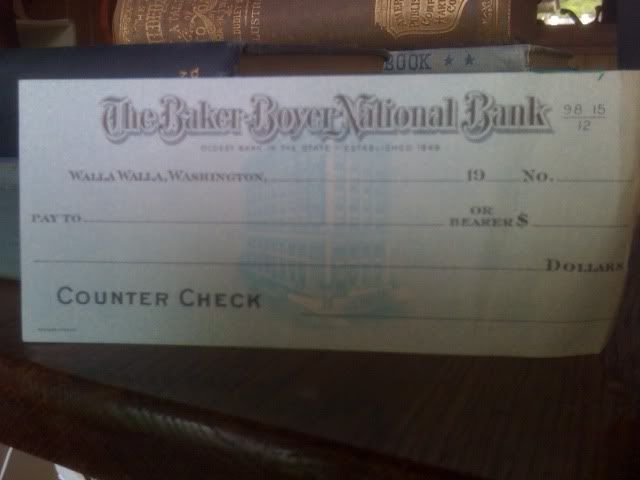 BOOK ★ ★
The Baker-Boyer National Bank
98 15
12
OLDEST BANK IN THE STATE - ESTABLISHED 1869
WALLA WALLA, WASHINGTON, 19 No.
PAY TO OR BEARER $
DOLLARS
COUNTER CHECK